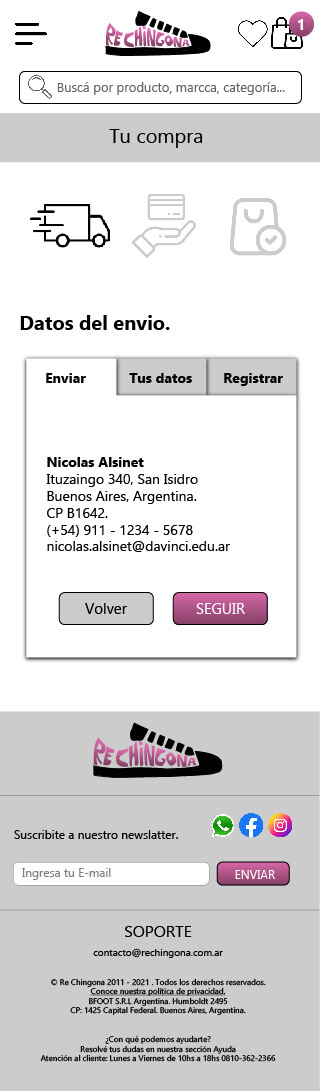 RE CHINGONA
1
Buscá por producto, marcca, categoría...
Tu compra
Datos del envio.
Enviar
Tus datos
Registrar
Nicolas Alsinet
Ituzaingo 340, San Isidro
Buenos Aires, Argentina.
CP B1642.
(+54) 911 - 1234 - 5678
nicolas.alsinet@davinci.edu.ar
Volver
SEGUIR
RE CHINGONA
Suscribite a nuestro newslatter.
Ingresa tu E-mail
ENVIAR
SOPORTE
contacto@rechingona.com.ar
© Re Chingona 2011 - 2021 . Todos los derechos reservados.
Conoce nuestra política de privacidad.
BFOOT S.R.L Argentina. Humboldt 2495
CP: 1425 Capital Federal. Buenos Aires, Argentina.
¿Con qué podemos ayudarte?
Resolvé tus dudas en nuestra sección Ayuda
Atención al cliente: Lunes a Viernes de 10hs a 18hs 0810-362-2366